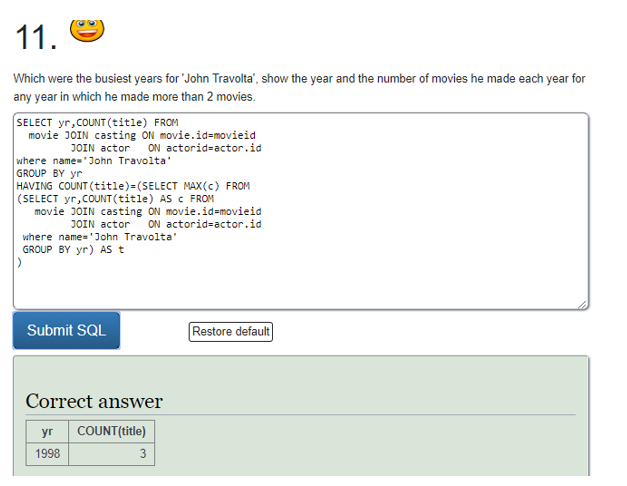 11.
Which were the busiest years for 'John Travolta', show the year and the number of movies he made each year for
any year in which he made more than 2 movies.
SELECT yr,COUNT(title) FROM
  movie JOIN casting ON movie.id=movieid
         JOIN actor   ON actorid=actor.id
where name='John Travolta'
GROUP BY yr
HAVING COUNT(title)=(SELECT MAX(c) FROM
(SELECT yr,COUNT(title) AS c FROM
   movie JOIN casting ON movie.id=movieid
         JOIN actor   ON actorid=actor.id
 where name='John Travolta'
 GROUP BY yr) AS t
)
Submit SQL Restore default
Correct answer
yr COUNT(title)
1998 3